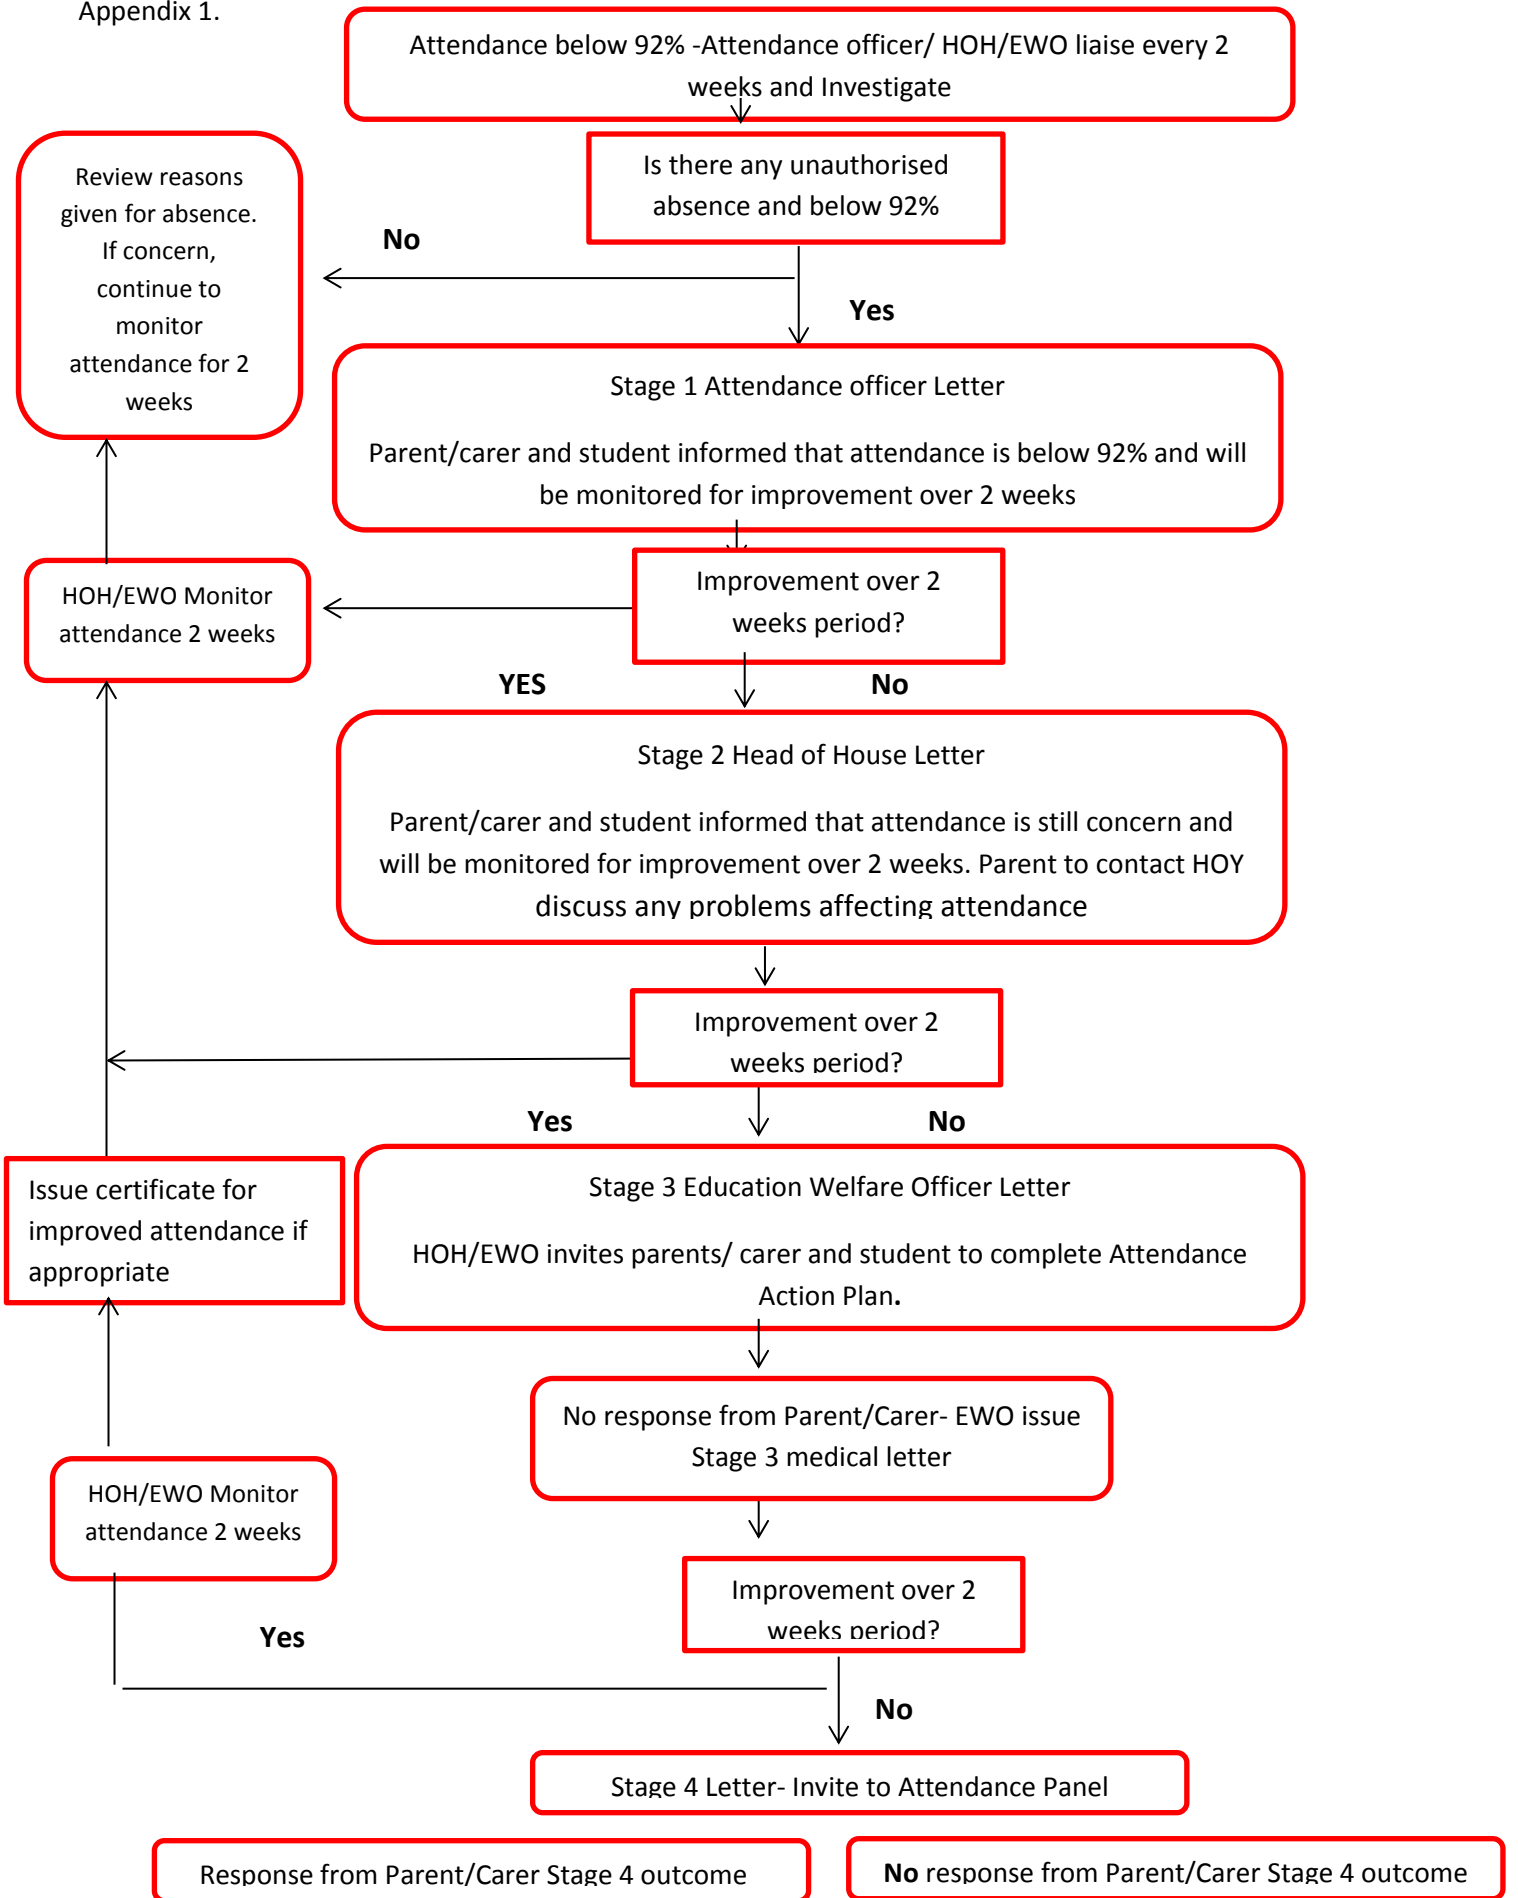 Appendix 1.
Attendance below 92% -Attendance officer/ HOH/EWO liaise every 2
weeks and Investigate
Is there any unauthorised
absence and below 92%
Review reasons
given for absence.
If concern,
continue to
monitor
attendance for 2
weeks
No
Yes
Stage 1 Attendance officer Letter
Parent/carer and student informed that attendance is below 92% and will
be monitored for improvement over 2 weeks
HOH/EWO Monitor
attendance 2 weeks
Improvement over 2
weeks period?
YES
No
Stage 2 Head of House Letter
Parent/carer and student informed that attendance is still concern and
will be monitored for improvement over 2 weeks. Parent to contact HOY
discuss any problems affecting attendance
Improvement over 2
weeks period?
Yes
No
Issue certificate for
improved attendance if
appropriate
Stage 3 Education Welfare Officer Letter
HOH/EWO invites parents/ carer and student to complete Attendance
Action Plan.
No response from Parent/Carer- EWO issue
Stage 3 medical letter
HOH/EWO Monitor
attendance 2 weeks
Improvement over 2
weeks period?
Yes
No
Stage 4 Letter- Invite to Attendance Panel
Response from Parent/Carer Stage 4 outcome
No response from Parent/Carer Stage 4 outcome